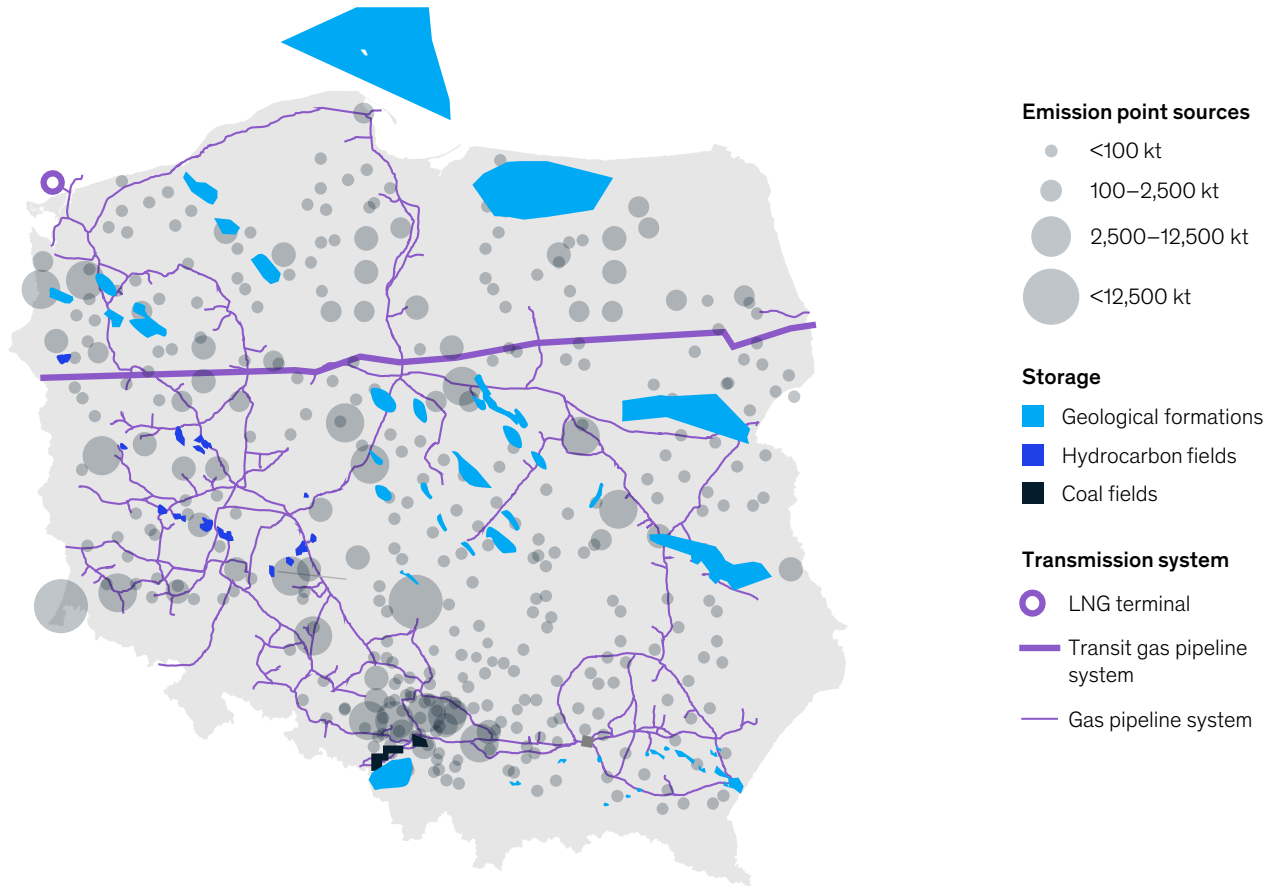 Emission point sources
<100 kt
100–2,500 kt
2,500–12,500 kt
<12,500 kt
Storage
Geological formations
Hydrocarbon fields
Coal fields
Transmission system
LNG terminal
Transit gas pipeline
system
Gas pipeline system